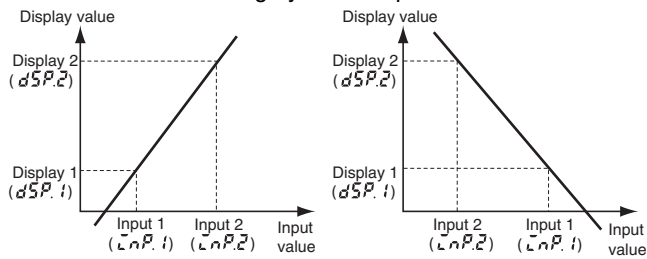 Display value
Display 2
(dSP.2)
Display 1
(dSP.1)
Input 1
(inP.1)
Input 2
(inP.2)
Input
value
Display value
Display 2
(dSP.2)
Display 1
(dSP.1)
Input 2
(inP.2)
Input 1
(inP.1)
Input
value